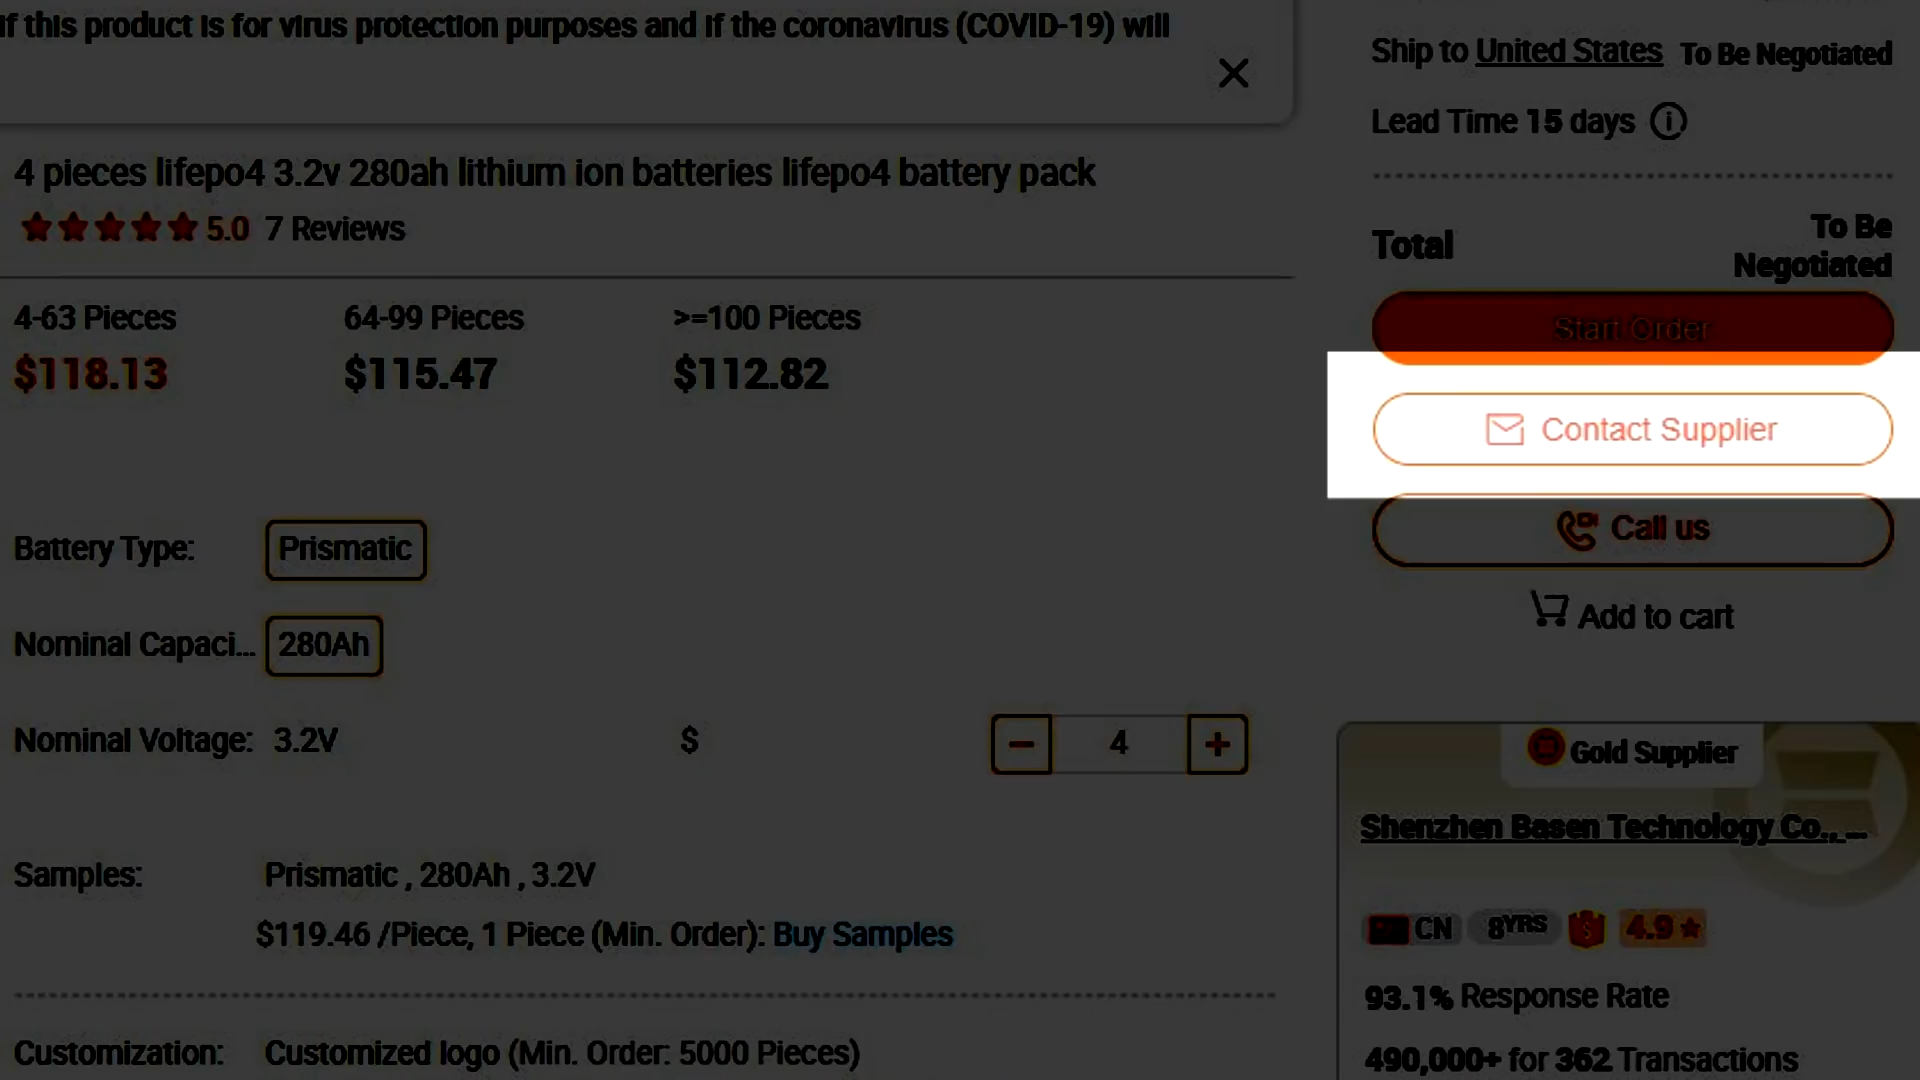 if this product is for virus protection purposes and if the coronavirus (COVID-19) will
4 pieces lifepo4 3.2v 280ah lithium ion batteries lifepo4 battery pack
5.0 7 Reviews
4-63 Pieces 64-99 Pieces >=100 Pieces
$118.13 $115.47 $112.82
Battery Type: Prismatic
Nominal Capaci... 280Ah
Nominal Voltage: 3.2V $ 4
Samples: Prismatic , 280Ah , 3.2V
$119.46 /Piece, 1 Piece (Min. Order): Buy Samples
Customization: Customized logo (Min. Order: 5000 Pieces)
Ship to United States To Be Negotiated
Lead Time 15 days
Total To Be
Negotiated
Start Order
Contact Supplier
Call us
Add to cart
Gold Supplier
Shenzhen Basen Technology Co., ...
CN 8YRS 4.9
93.1% Response Rate
490,000+ for 362 Transactions